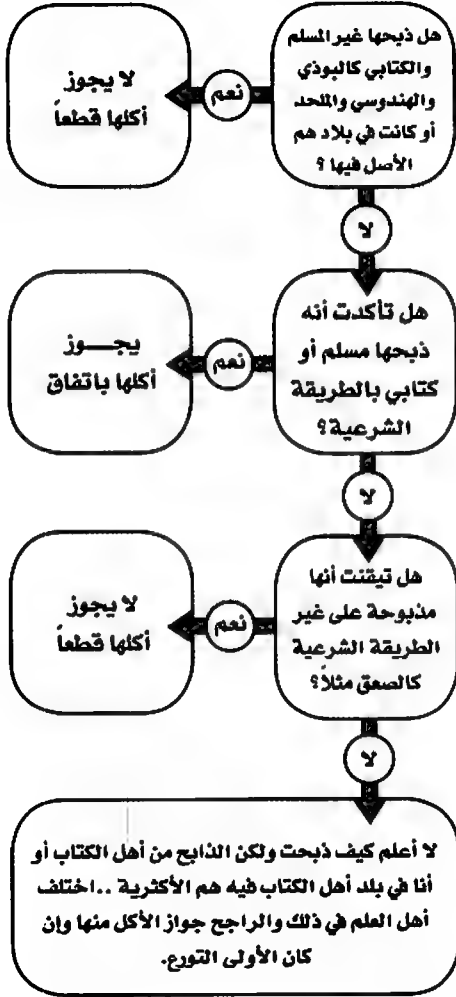 هل ذبحها غير المسلم
والكتابي كالبوذي
والهندوسي والملحد
أو كانت في بلاد هم
الأصل فيها ؟
نعم
لا يجوز
أكلها قطعاً
لا
هل تأكدت أنه
ذبحها مسلم أو
كتابي بالطريقة
الشرعية؟
نعم
يجـــوز
أكلها باتفاق
لا
هل تيقنت أنها
مذبوحة على غير
الطريقة الشرعية
كالصعق مثلاً؟
نعم
لا يجوز
أكلها قطعاً
لا
لا أعلم كيف ذبحت ولكن الذابح من أهل الكتاب أو
أنا في بلد أهل الكتاب فيه هم الأكثرية ..اختلف
أهل العلم في ذلك والراجح جواز الأكل منها وإن
كان الأولى التورع.